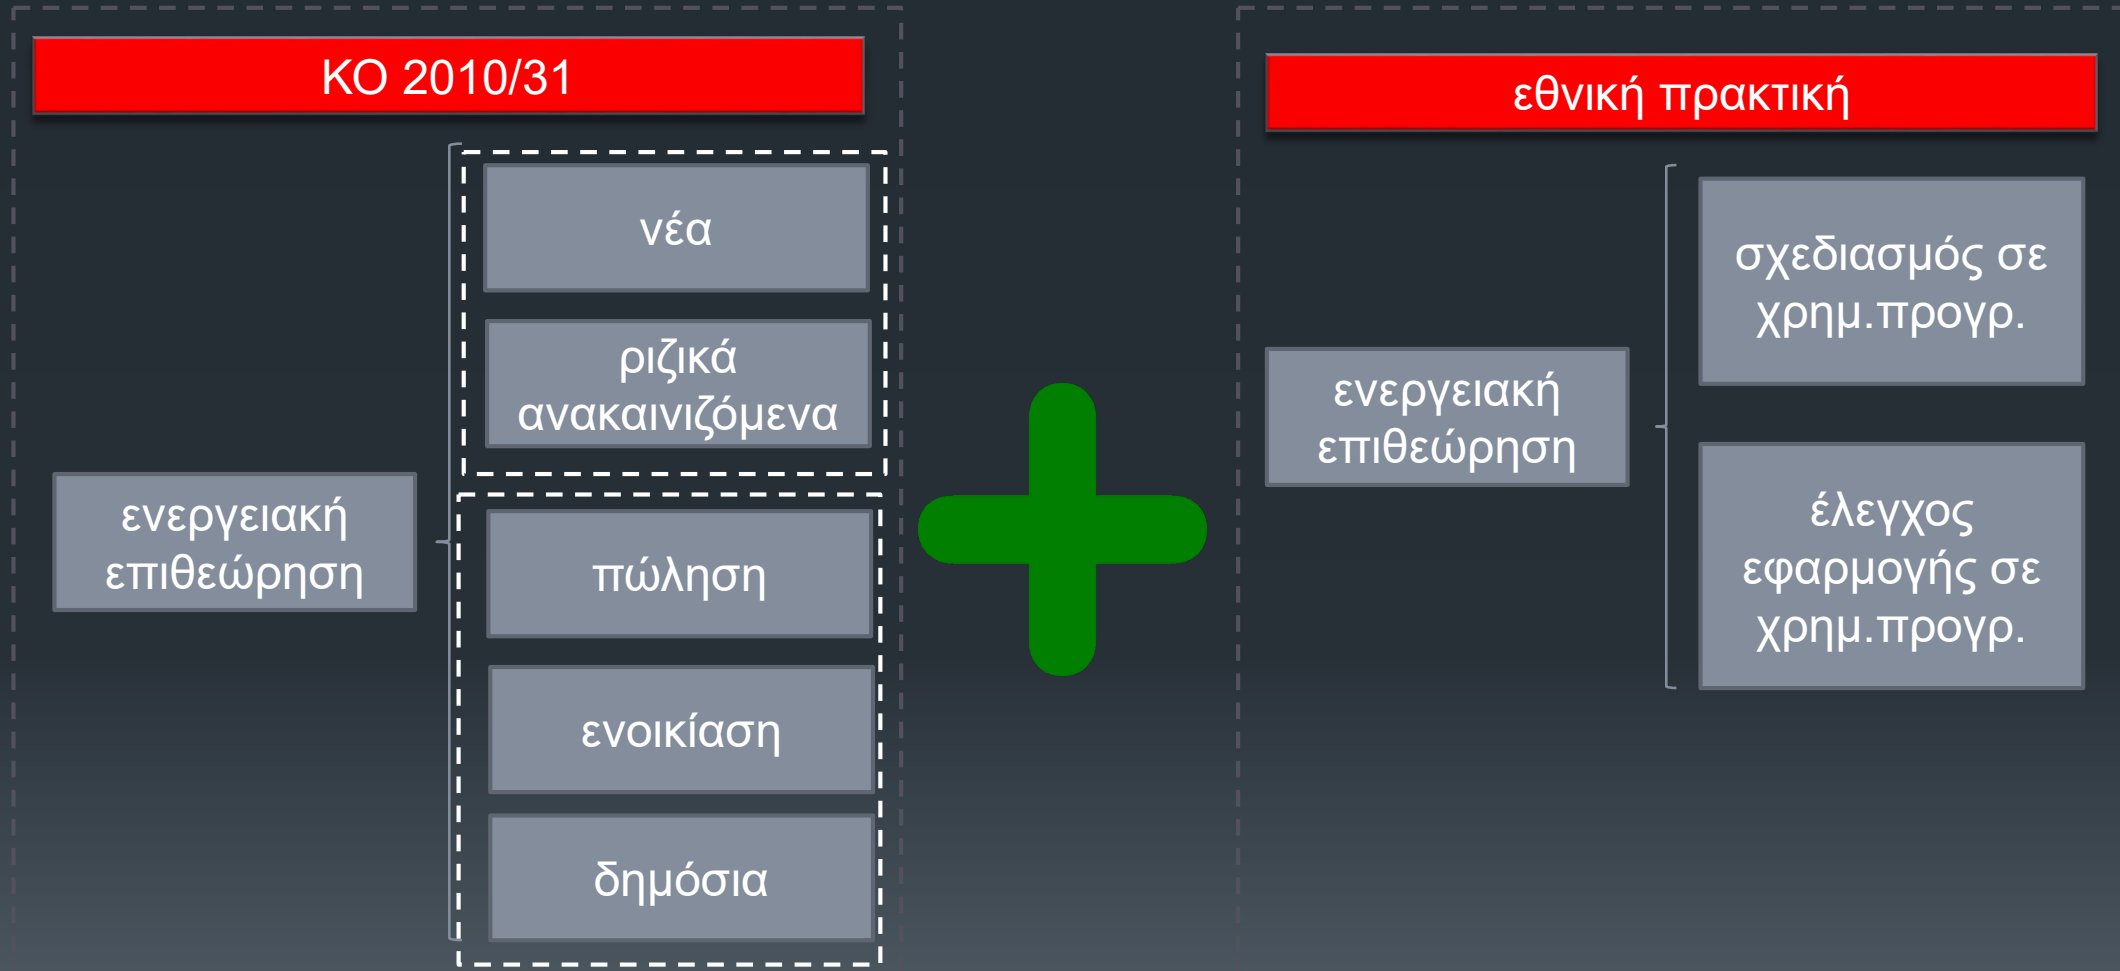 ΚΟ 2010/31
νέα
ριζικά
ανακαινιζόμενα
ενεργειακή
επιθεώρηση
πώληση
ενοικίαση
δημόσια
εθνική πρακτική
ενεργειακή
επιθεώρηση
σχεδιασμός σε
χρημ.προγρ.
έλεγχος
εφαρμογής σε
χρημ.προγρ.